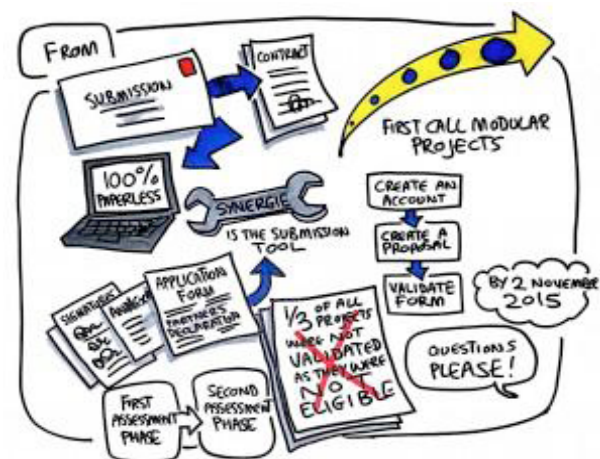 FROM
SUBMISSION
CONTRACT
FIRST CALL MODULAR
PROJECTS
100%
PAPERLESS
SYNERGIE
IS THE SUBMISSION
TOOL
CREATE AN
ACCOUNT
CREATE A
PROPOSAL
VALIDATE
FORM
BY 2 NOVEMBER
2015
SIGNATURES
APPLICATION
FORM
PARTNERS
DECLARATION
1/3 OF ALL
PROJECTS
WERE NOT
VALIDATED
AS THEY WERE
NOT
ELIGIBLE
QUESTIONS
PLEASE!
FIRST
ASSESSMENT
PHASE
SECOND
ASSESSMENT
PHASE